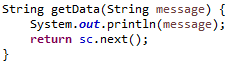 String getData(String message) {
    System.out.println(message);
    return sc.next();
}